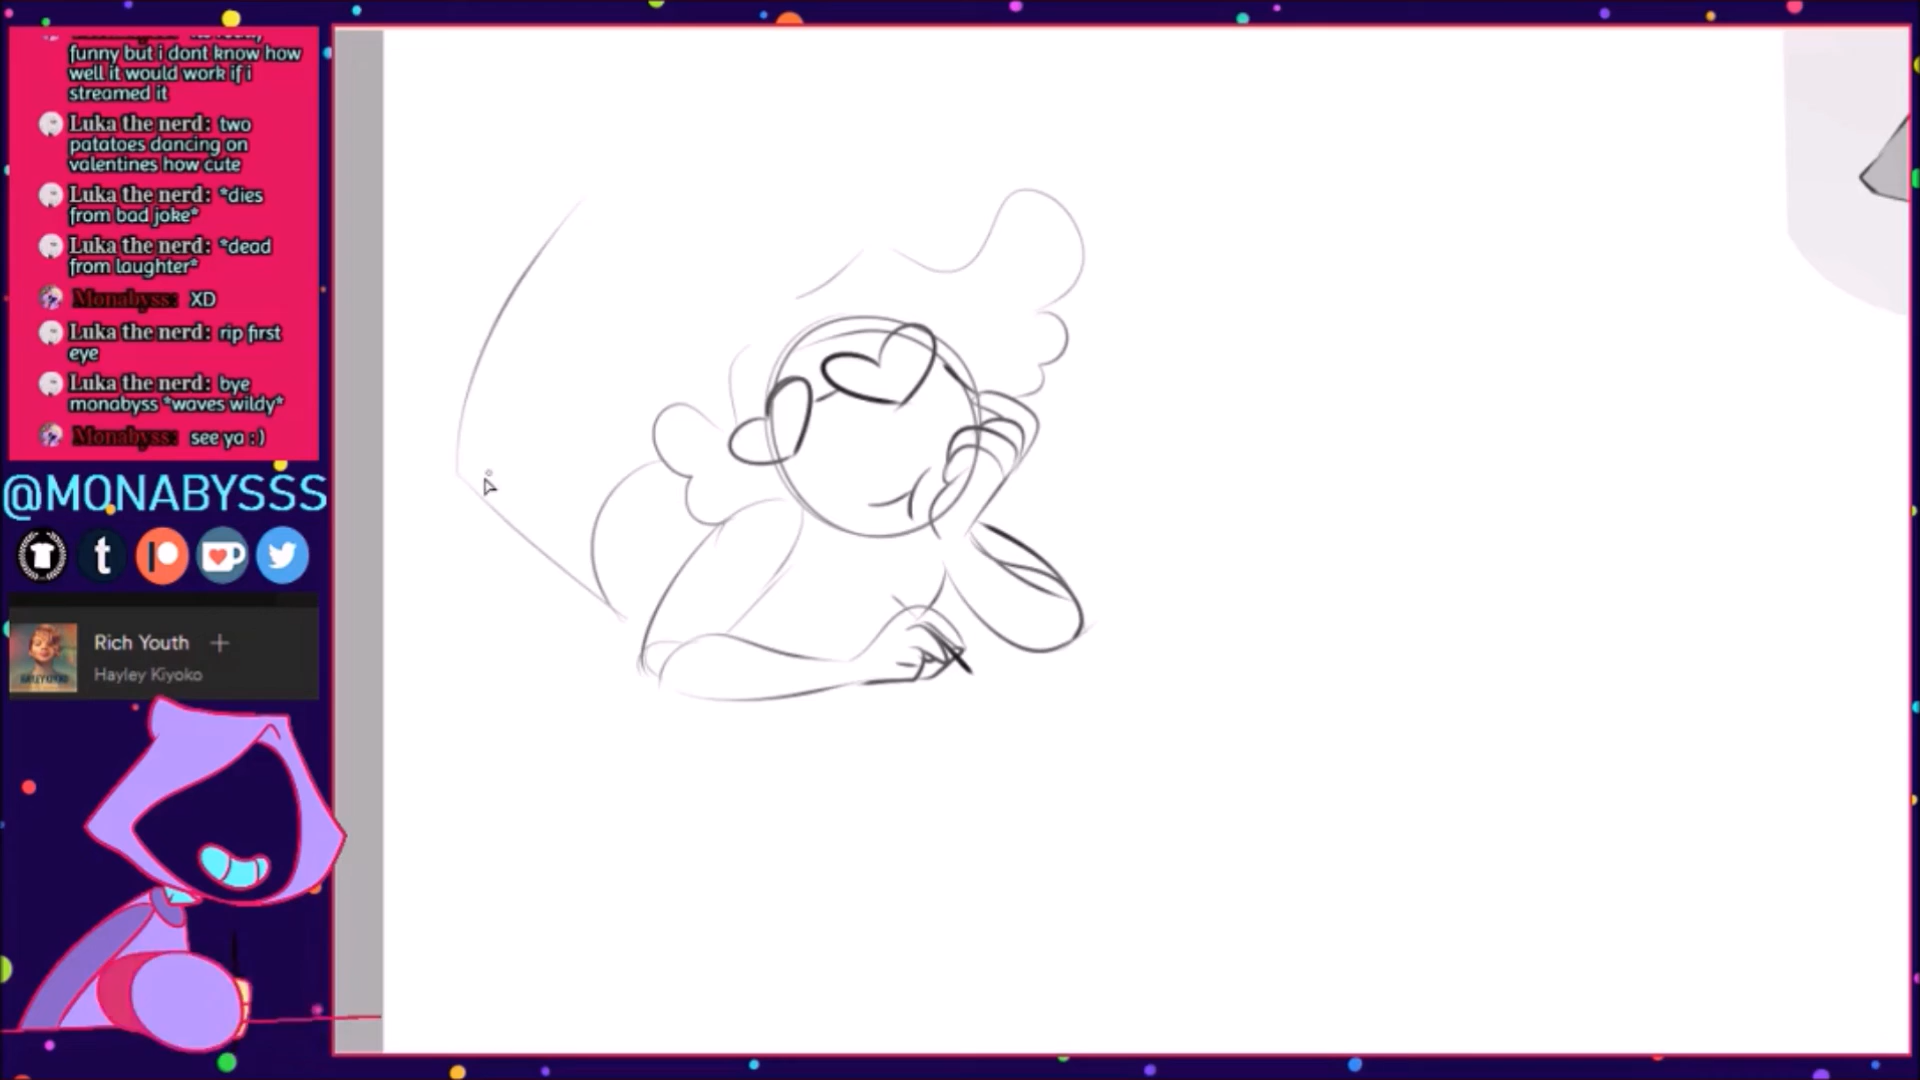 funny but i dont know how
well it would work if i
streamed it
Luka the nerd: two
patatoes dancing on
valentines how cute
Luka the nerd: *dies
from bad joke*
Luka the nerd: *dead
from laughter*
Monabyss: XD
Luka the nerd: rip first
eye
Luka the nerd: bye
monabyss *waves wildy*
Monabyss: see ya :)
@MONABYSSS
Rich Youth +
Hayley Kiyoko